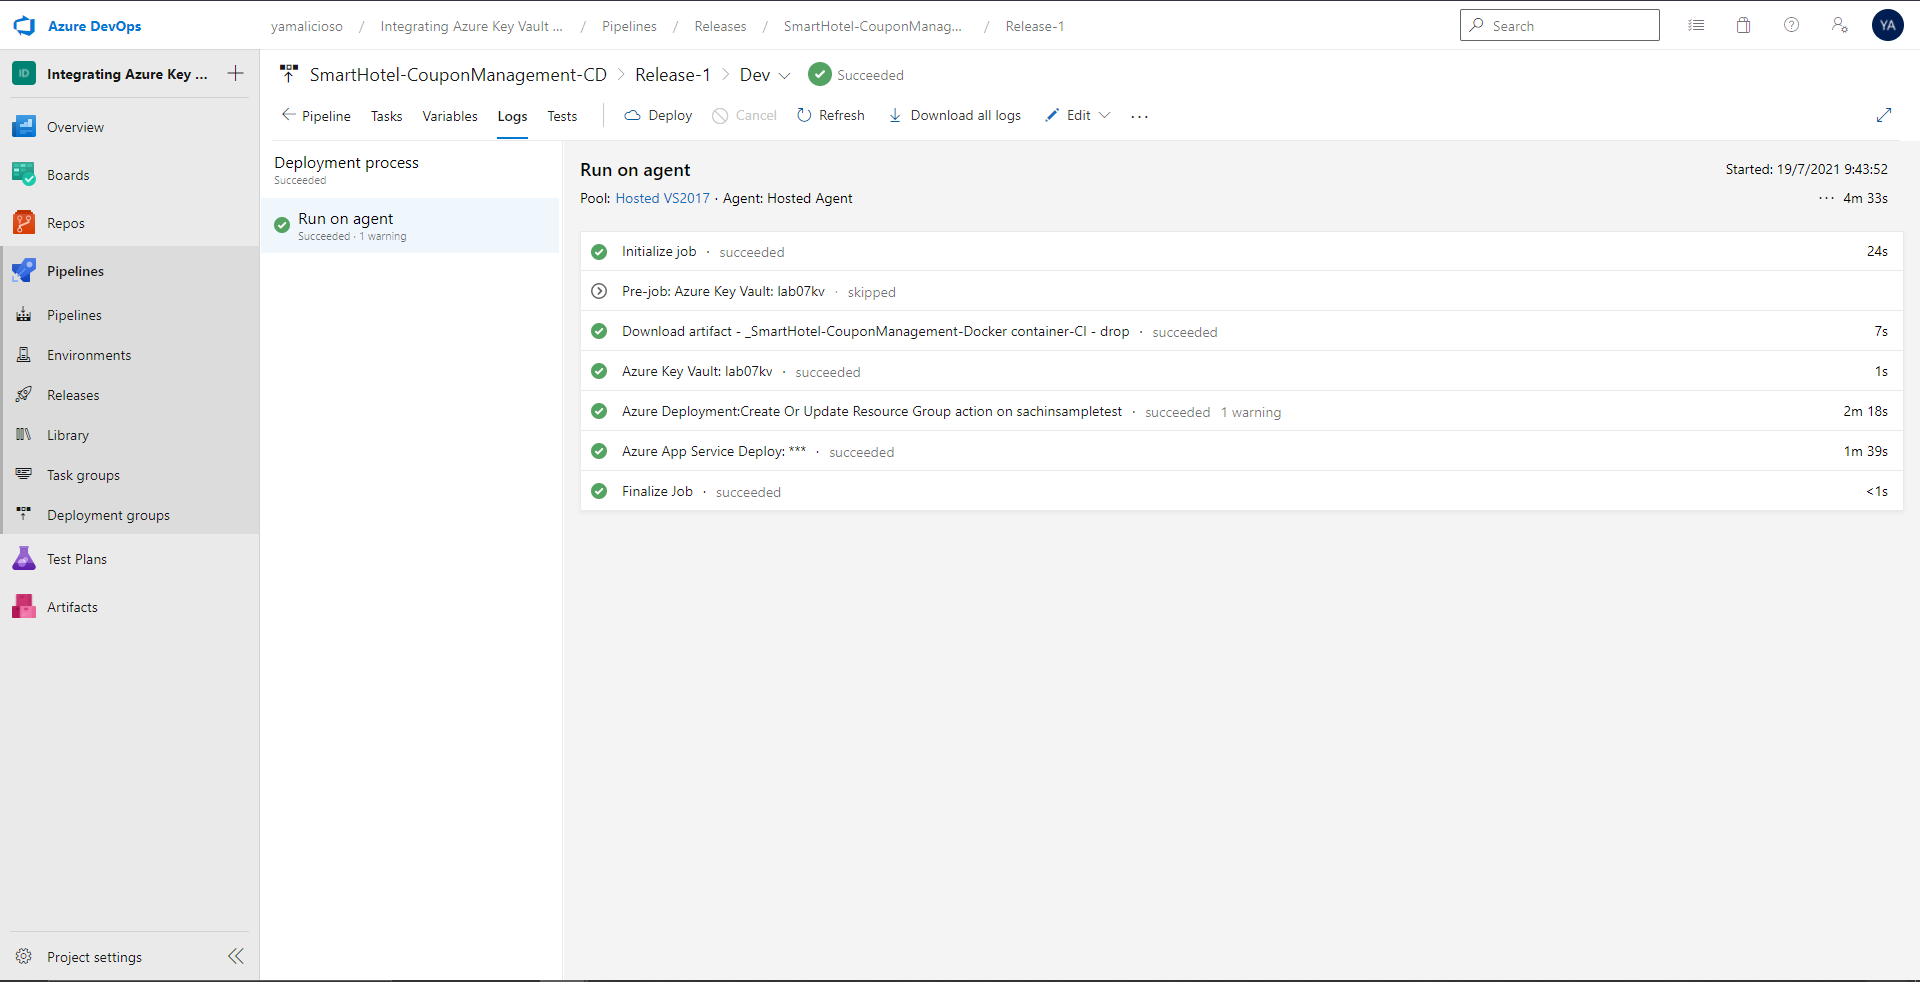 Azure DevOps
yamalicioso / Integrating Azure Key Vault ... / Pipelines / Releases / SmartHotel-CouponManag... / Release-1
Search
YA
ID Integrating Azure Key ...
Overview
Boards
Repos
Pipelines
Pipelines
Environments
Releases
Library
Task groups
Deployment groups
Test Plans
Artifacts
Project settings
SmartHotel-CouponManagement-CD > Release-1 > Dev Succeeded
Pipeline Tasks Variables Logs Tests Deploy Cancel Refresh Download all logs Edit ...
Deployment process
Succeeded
Run on agent
Succeeded · 1 warning
Run on agent
Started: 19/7/2021 9:43:52
Pool: Hosted VS2017 · Agent: Hosted Agent
... 4m 33s
Initialize job · succeeded 24s
Pre-job: Azure Key Vault: lab07kv · skipped
Download artifact - _SmartHotel-CouponManagement-Docker container-CI - drop · succeeded 7s
Azure Key Vault: lab07kv · succeeded 1s
Azure Deployment:Create Or Update Resource Group action on sachinsampletest · succeeded 1 warning 2m 18s
Azure App Service Deploy: *** · succeeded 1m 39s
Finalize Job · succeeded <1s